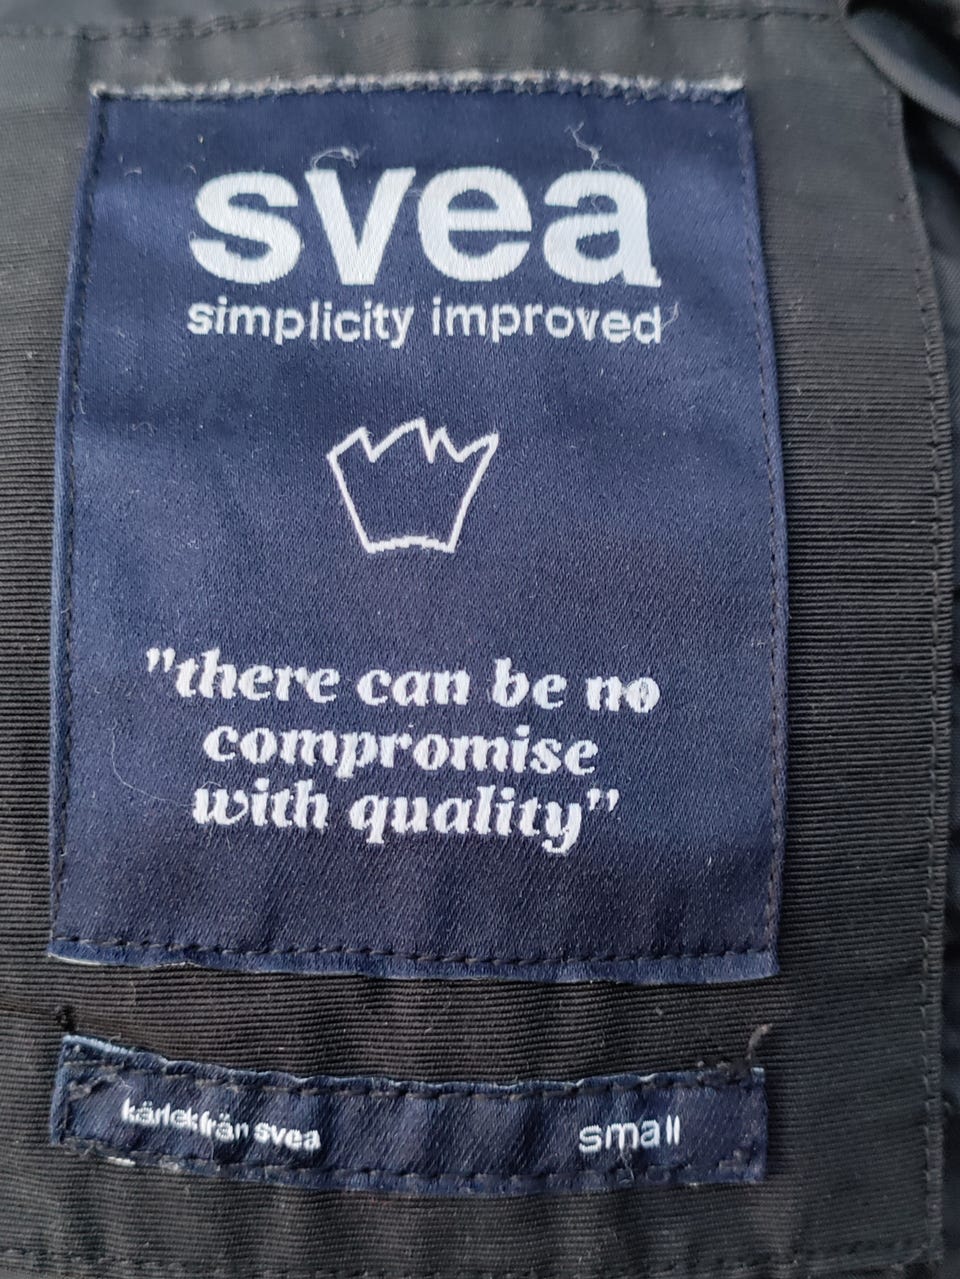 svea
simplicity improved
"there can be no
compromise
with quality"
kärlek från svea
small